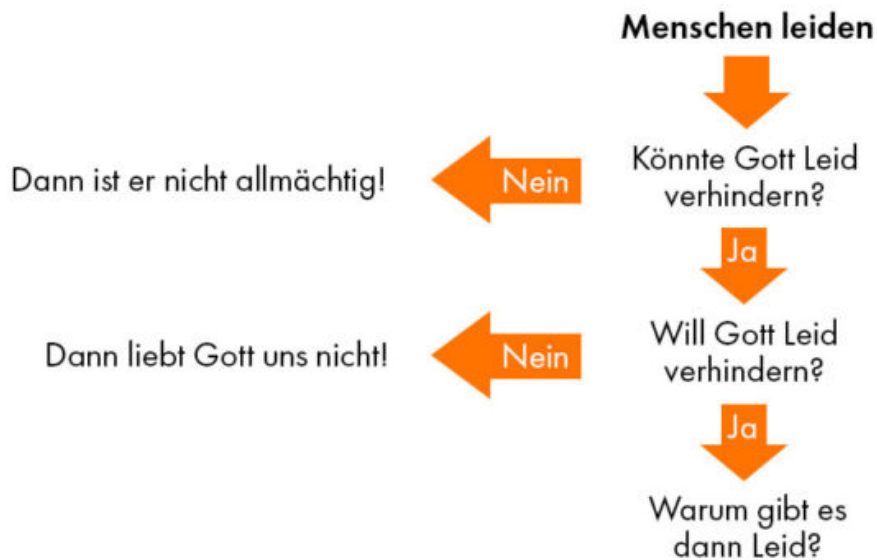 Menschen leiden
Könnte Gott Leid
verhindern?
Nein
Dann ist er nicht allmächtig!
Ja
Will Gott Leid
verhindern?
Nein
Dann liebt Gott uns nicht!
Ja
Warum gibt es
dann Leid?